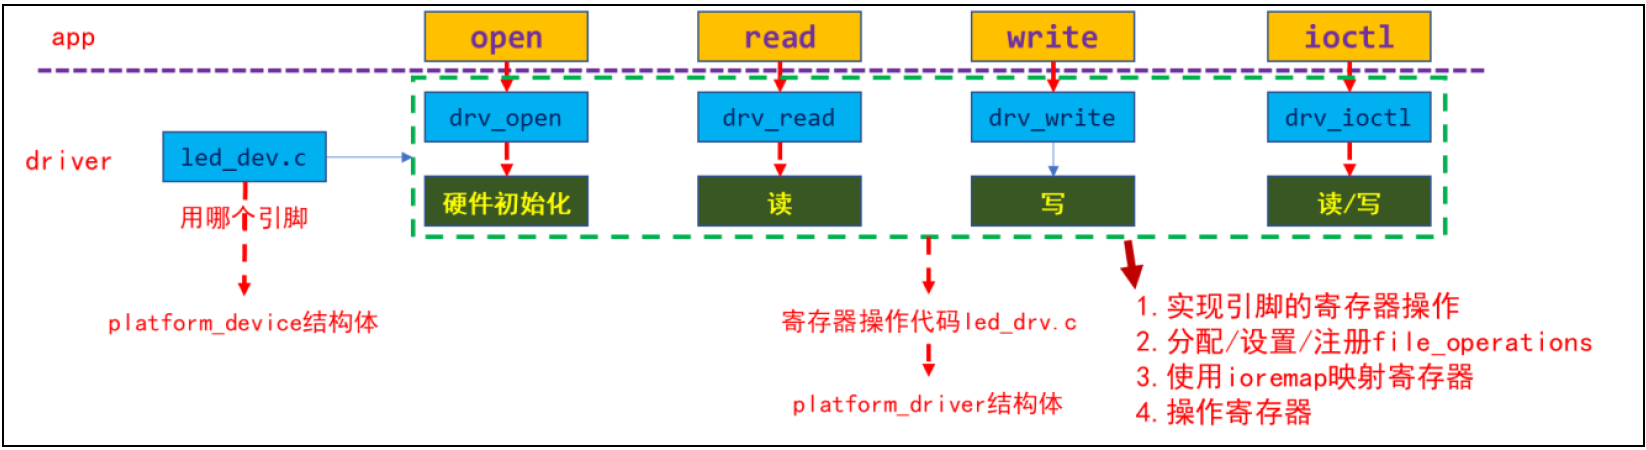 app
open
read
write
ioctl
drv_open
drv_read
drv_write
drv_ioctl
driver
led_dev.c
硬件初始化
读
写
读/写
用哪个引脚
platform_device结构体
寄存器操作代码led_drv.c
platform_driver结构体
1. 实现引脚的寄存器操作
2. 分配/设置/注册file_operations
3. 使用ioremap映射寄存器
4. 操作寄存器